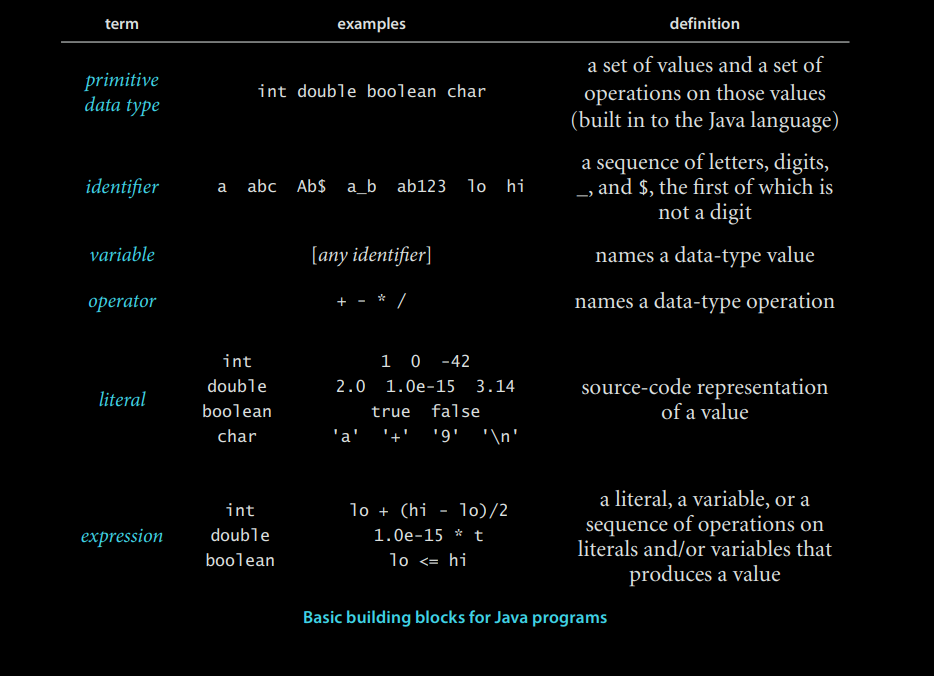 term examples definition
primitive
data type
int double boolean char
a set of values and a set of
operations on those values
(built in to the Java language)
identifier
a abc Ab$ a_b ab123 lo hi
a sequence of letters, digits,
_, and $, the first of which is
not a digit
variable
[any identifier]
names a data-type value
operator
+ - * /
names a data-type operation
literal
int 1 0 -42
double 2.0 1.0e-15 3.14
boolean true false
char 'a' '+' '9' '\n'
source-code representation
of a value
expression
int lo + (hi - lo)/2
double 1.0e-15 * t
boolean lo <= hi
a literal, a variable, or a
sequence of operations on
literals and/or variables that
produces a value
Basic building blocks for Java programs